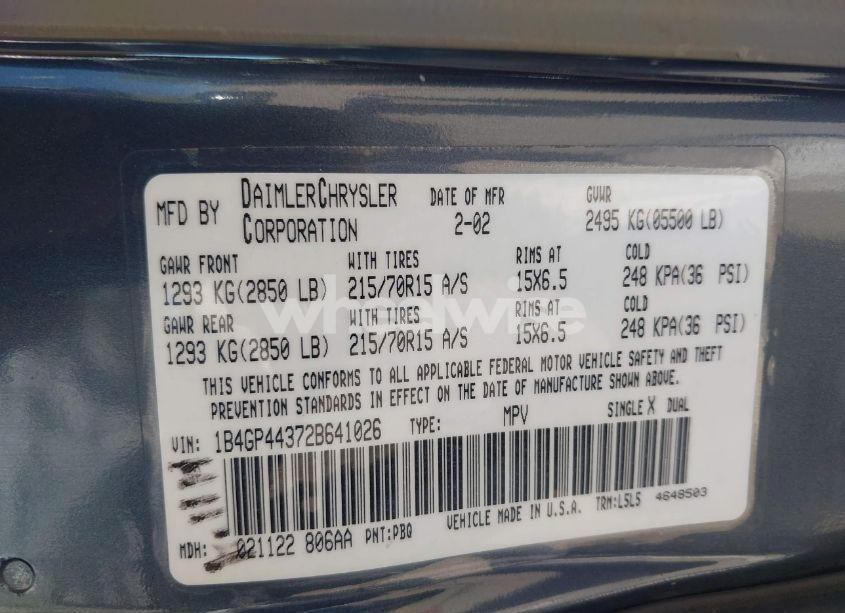 MFD BY DAIMLERCHRYSLER CORPORATION DATE OF MFR 2-02 GVWR 2495 KG(05500 LB)
GAWR FRONT WITH TIRES RIMS AT COLD
1293 KG(2850 LB) 215/70R15 A/S 15X6.5 248 KPA(36 PSI)
GAWR REAR WITH TIRES RIMS AT COLD
1293 KG(2850 LB) 215/70R15 A/S 15X6.5 248 KPA(36 PSI)
THIS VEHICLE CONFORMS TO ALL APPLICABLE FEDERAL MOTOR VEHICLE SAFETY AND THEFT
PREVENTION STANDARDS IN EFFECT ON THE DATE OF MANUFACTURE SHOWN ABOVE.
VIN: 1B4GP44372B641026 TYPE: MPV SINGLE X DUAL
MDH: 021122 806AA PNT:PBQ VEHICLE MADE IN U.S.A. TRM:L5L5 4648503
wheelwise